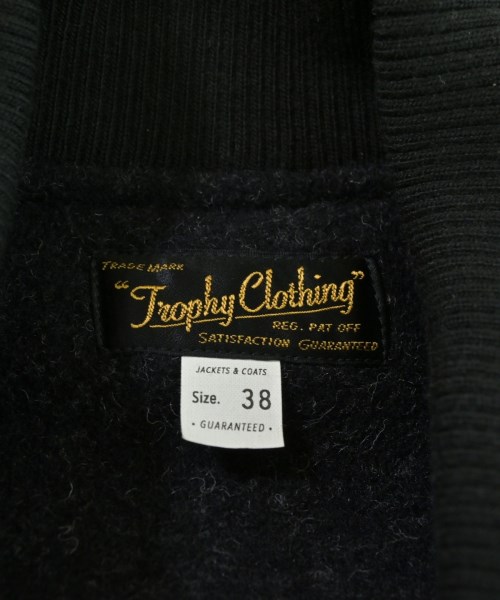 TRADE MARK
"Trophy Clothing"
REG. PAT OFF
SATISFACTION GUARANTEED
JACKETS & COATS
Size. 38
• GUARANTEED •